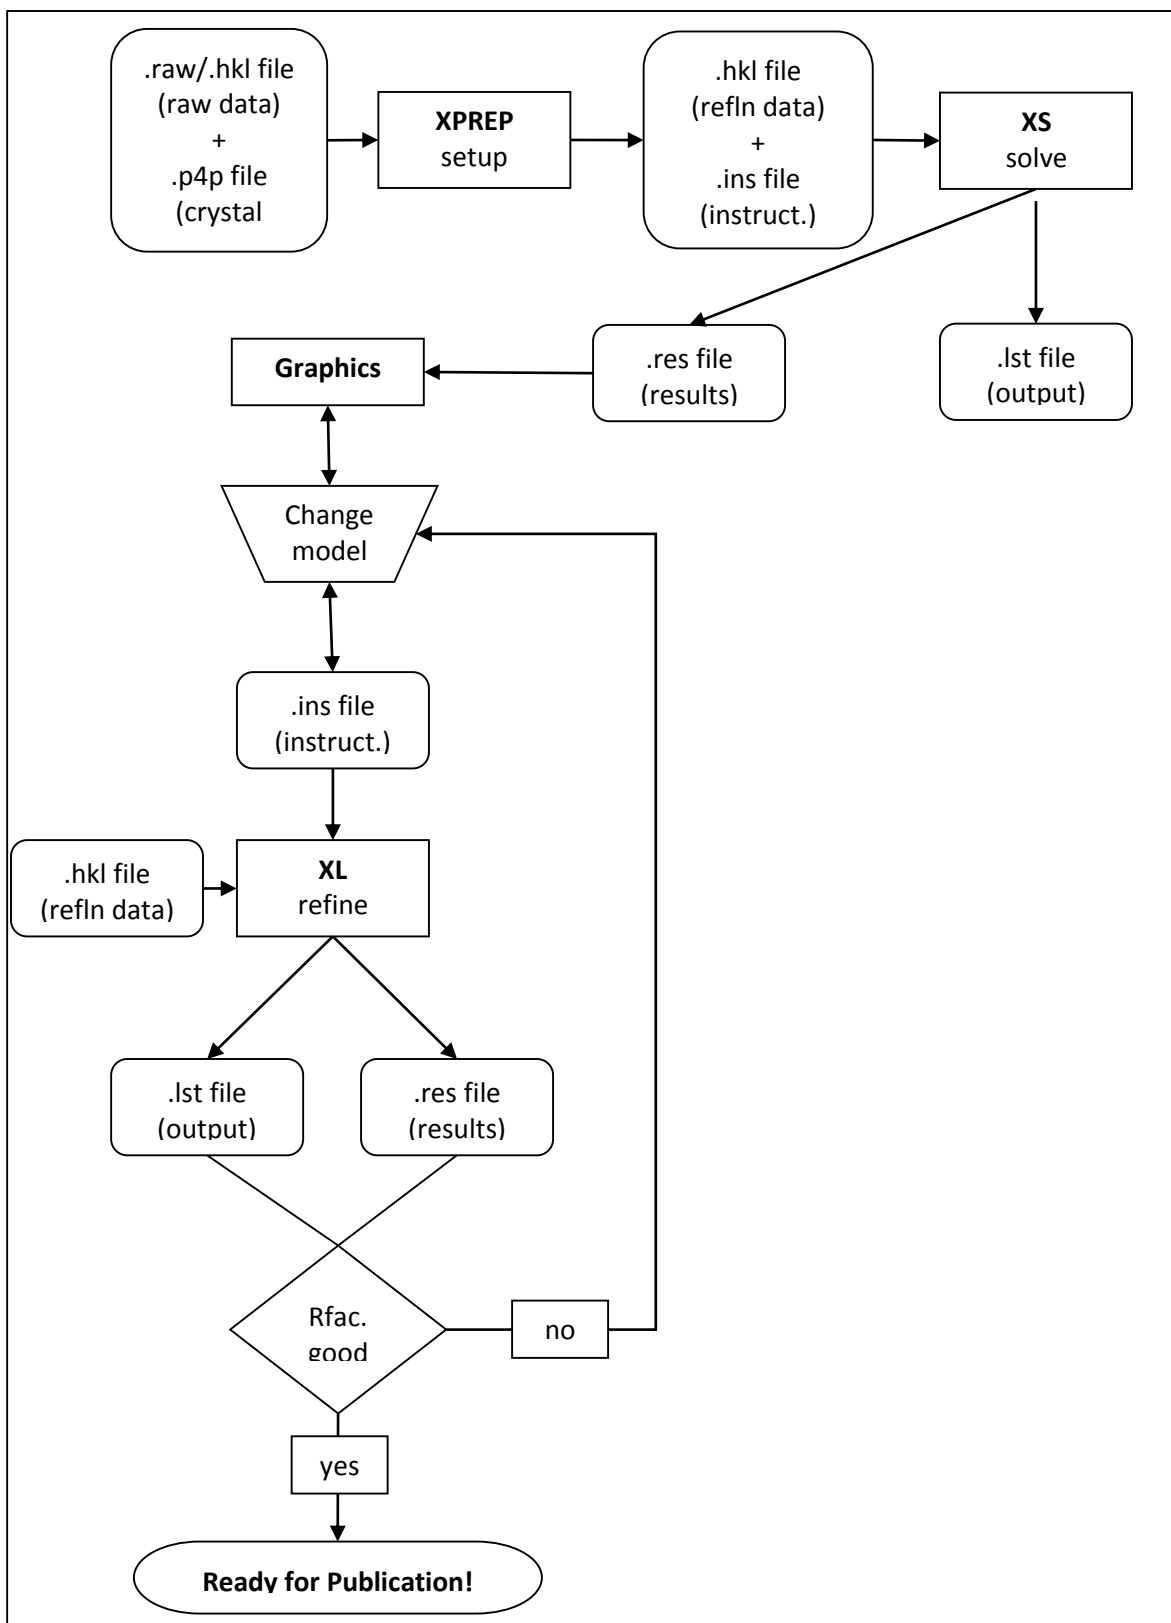 .raw/.hkl file
(raw data)
+
.p4p file
(crystal
XPREP
setup
.hkl file
(refln data)
+
.ins file
(instruct.)
XS
solve
Graphics
.res file
(results)
.lst file
(output)
Change
model
.ins file
(instruct.)
.hkl file
(refln data)
XL
refine
.lst file
(output)
.res file
(results)
Rfac.
good
no
yes
Ready for Publication!